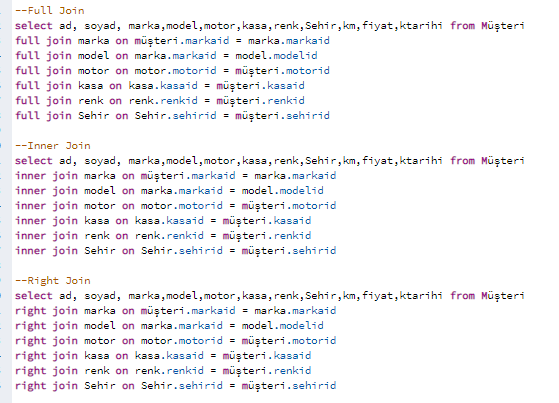 --Full Join
select ad, soyad, marka,model,motor,kasa,renk,Sehir,km,fiyat,ktarihi from Müşteri
full join marka on müşteri.markaid = marka.markaid
full join model on marka.markaid = model.modelid
full join motor on motor.motorid = müşteri.motorid
full join kasa on kasa.kasaid = müşteri.kasaid
full join renk on renk.renkid = müşteri.renkid
full join Sehir on Sehir.sehirid = müşteri.sehirid
--Inner Join
select ad, soyad, marka,model,motor,kasa,renk,Sehir,km,fiyat,ktarihi from Müşteri
inner join marka on müşteri.markaid = marka.markaid
inner join model on marka.markaid = model.modelid
inner join motor on motor.motorid = müşteri.motorid
inner join kasa on kasa.kasaid = müşteri.kasaid
inner join renk on renk.renkid = müşteri.renkid
inner join Sehir on Sehir.sehirid = müşteri.sehirid
--Right Join
select ad, soyad, marka,model,motor,kasa,renk,Sehir,km,fiyat,ktarihi from Müşteri
right join marka on müşteri.markaid = marka.markaid
right join model on marka.markaid = model.modelid
right join motor on motor.motorid = müşteri.motorid
right join kasa on kasa.kasaid = müşteri.kasaid
right join renk on renk.renkid = müşteri.renkid
right join Sehir on Sehir.sehirid = müşteri.sehirid